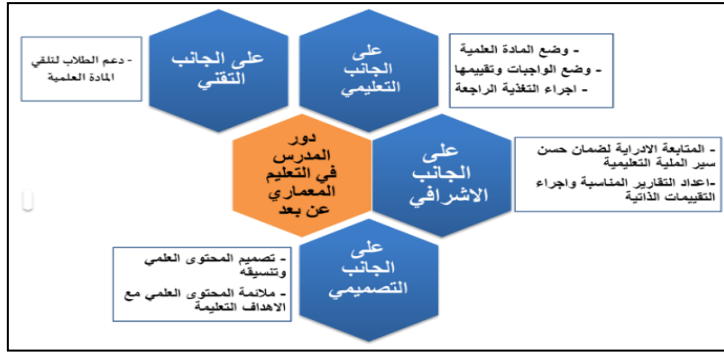 على الجانب
التقني
- دعم الطلاب لتلقي
المادة العلمية
على
الجانب
التعليمي
- وضع المادة العلمية
- وضع الواجبات وتقييمها
- اجراء التغذية الراجعة
دور
المدرس
في التعليم
المعماري
عن بعد
على
الجانب
الاشرافي
- المتابعة الادراية لضمان حسن
سير الملية التعليمية
-اعداد التقارير المناسبة واجراء
التقييمات الذاتية
على
الجانب
التصميمي
- تصميم المحتوى العلمي
وتنسيقه
- ملائمة المحتوى العلمي مع
الاهداف التعليمة